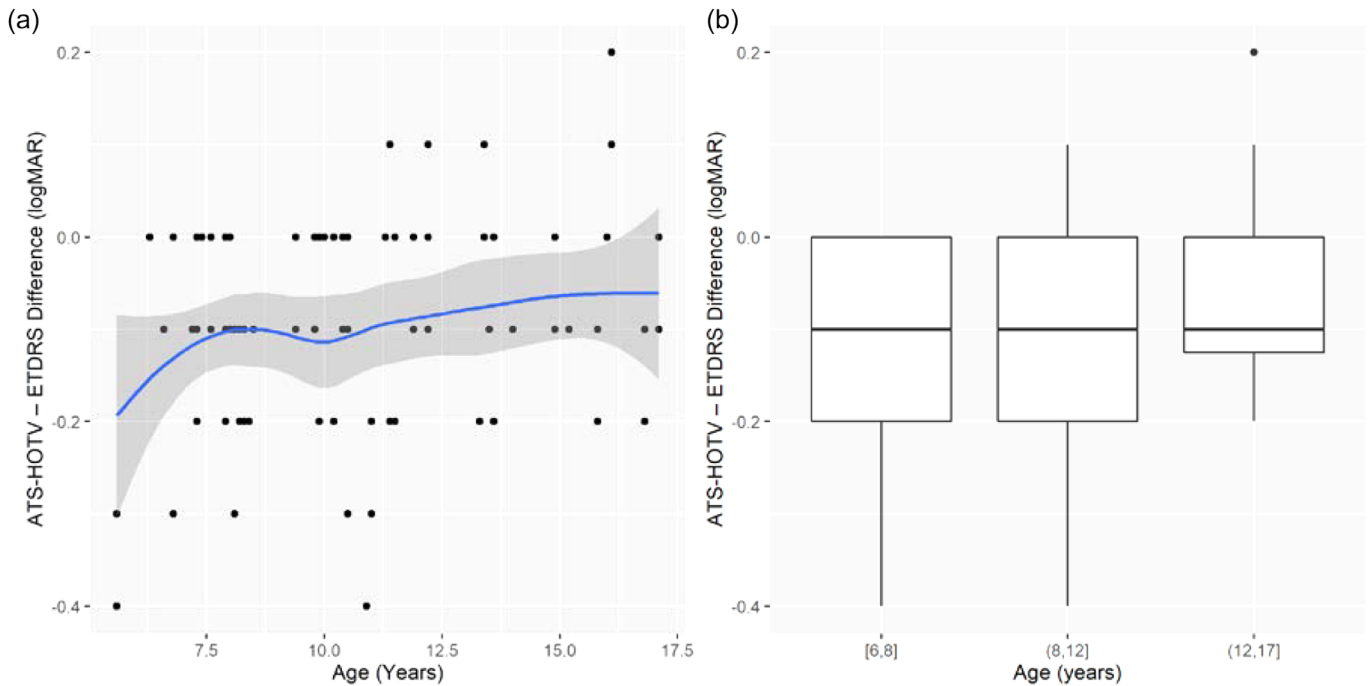 (a)
ATS-HOTV – ETDRS Difference (logMAR)
0.2
0.0
-0.2
-0.4
7.5
10.0
12.5
15.0
17.5
Age (Years)
(b)
ATS-HOTV – ETDRS Difference (logMAR)
0.2
0.0
-0.2
-0.4
[6,8]
(8,12]
(12,17]
Age (years)